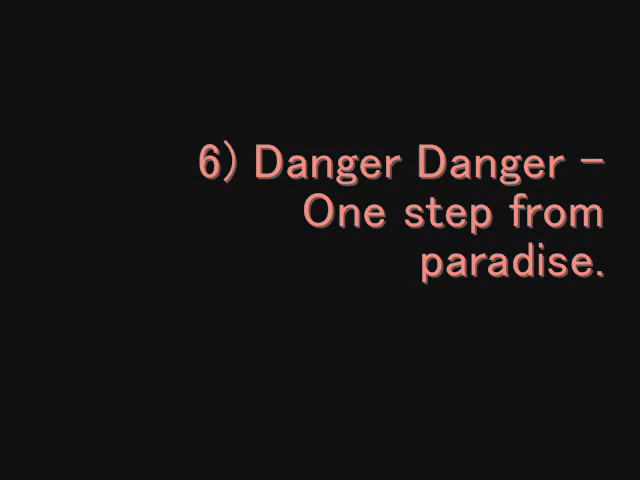 6) Danger Danger –
One step from
paradise.